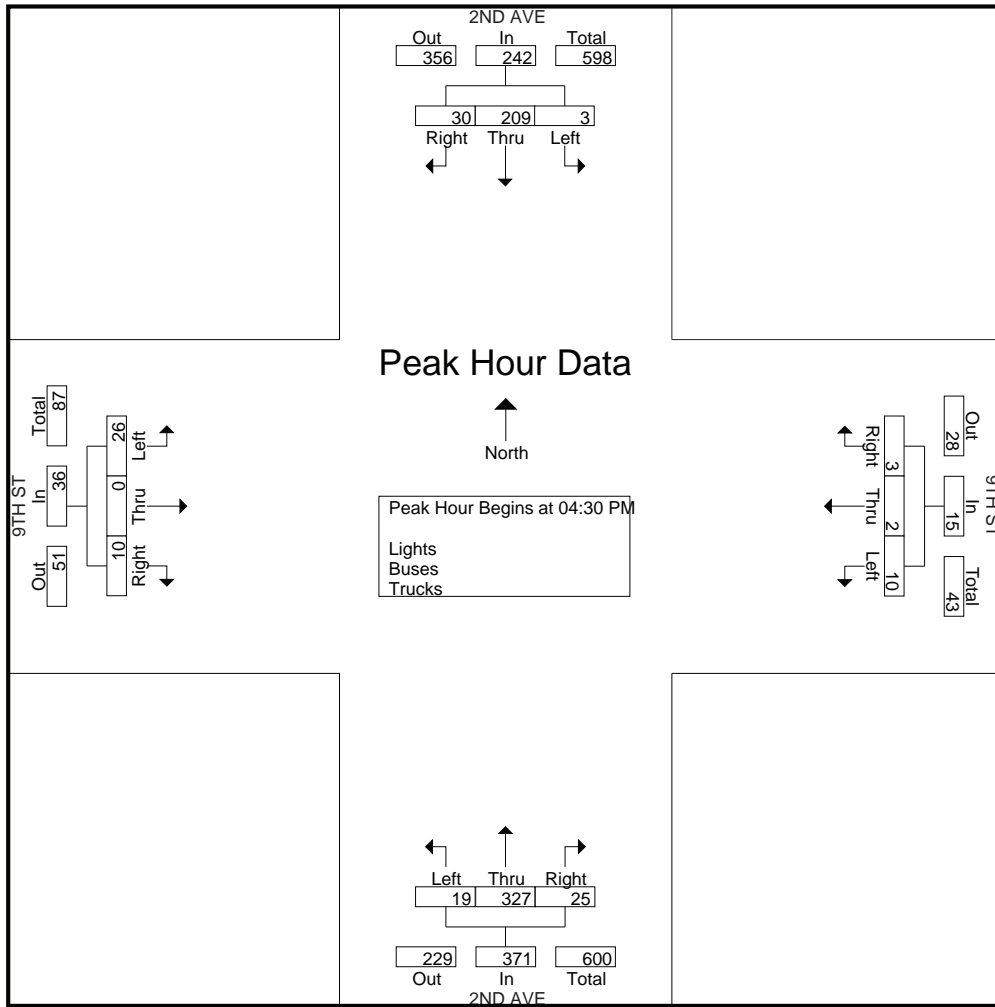 2ND AVE
Out In Total
356 242 598
30 209 3
Right Thru Left
Peak Hour Data
North
Peak Hour Begins at 04:30 PM
Lights
Buses
Trucks
9TH ST
Out In Total
51 36 87
10 0 26
Right Thru Left
9TH ST
Out In Total
28 15 43
3 2 10
Right Thru Left
Left Thru Right
19 327 25
229 371 600
Out In Total
2ND AVE